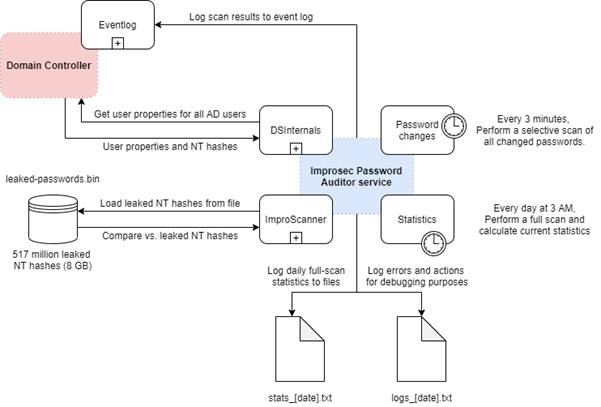 Log scan results to event log
Eventlog
Domain Controller
Get user properties for all AD users
User properties and NT hashes
DSInternals
Password
changes
Every 3 minutes,
Perform a selective scan of
all changed passwords.
Improsec Password
Auditor service
leaked-passwords.bin
Load leaked NT hashes from file
Compare vs. leaked NT hashes
ImproScanner
Statistics
Every day at 3 AM,
Perform a full scan and
calculate current statistics
517 million leaked
NT hashes (8 GB)
Log daily full-scan
statistics to files
Log errors and actions
for debugging purposes
stats_[date].txt
logs_[date].txt